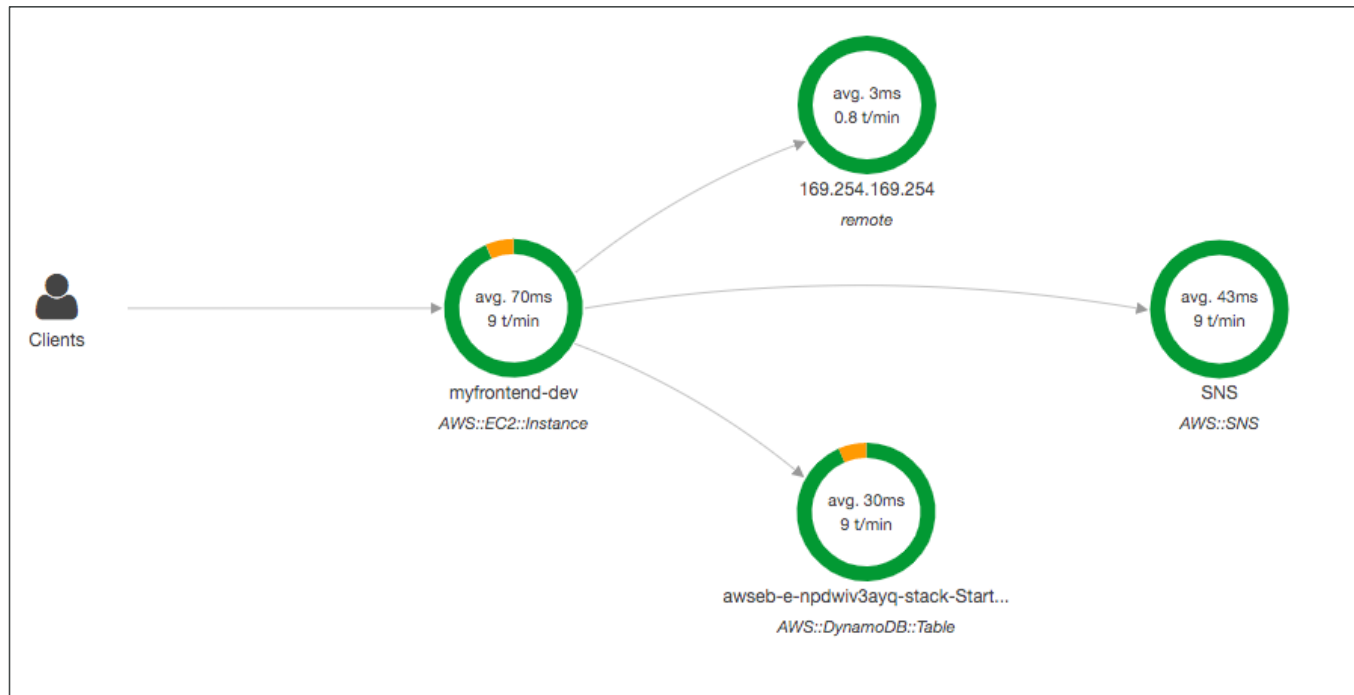 avg. 3ms
0.8 t/min
169.254.169.254
remote
Clients
avg. 70ms
9 t/min
myfrontend-dev
AWS::EC2::Instance
avg. 43ms
9 t/min
SNS
AWS::SNS
avg. 30ms
9 t/min
awseb-e-npdwiv3ayq-stack-Start...
AWS::DynamoDB::Table